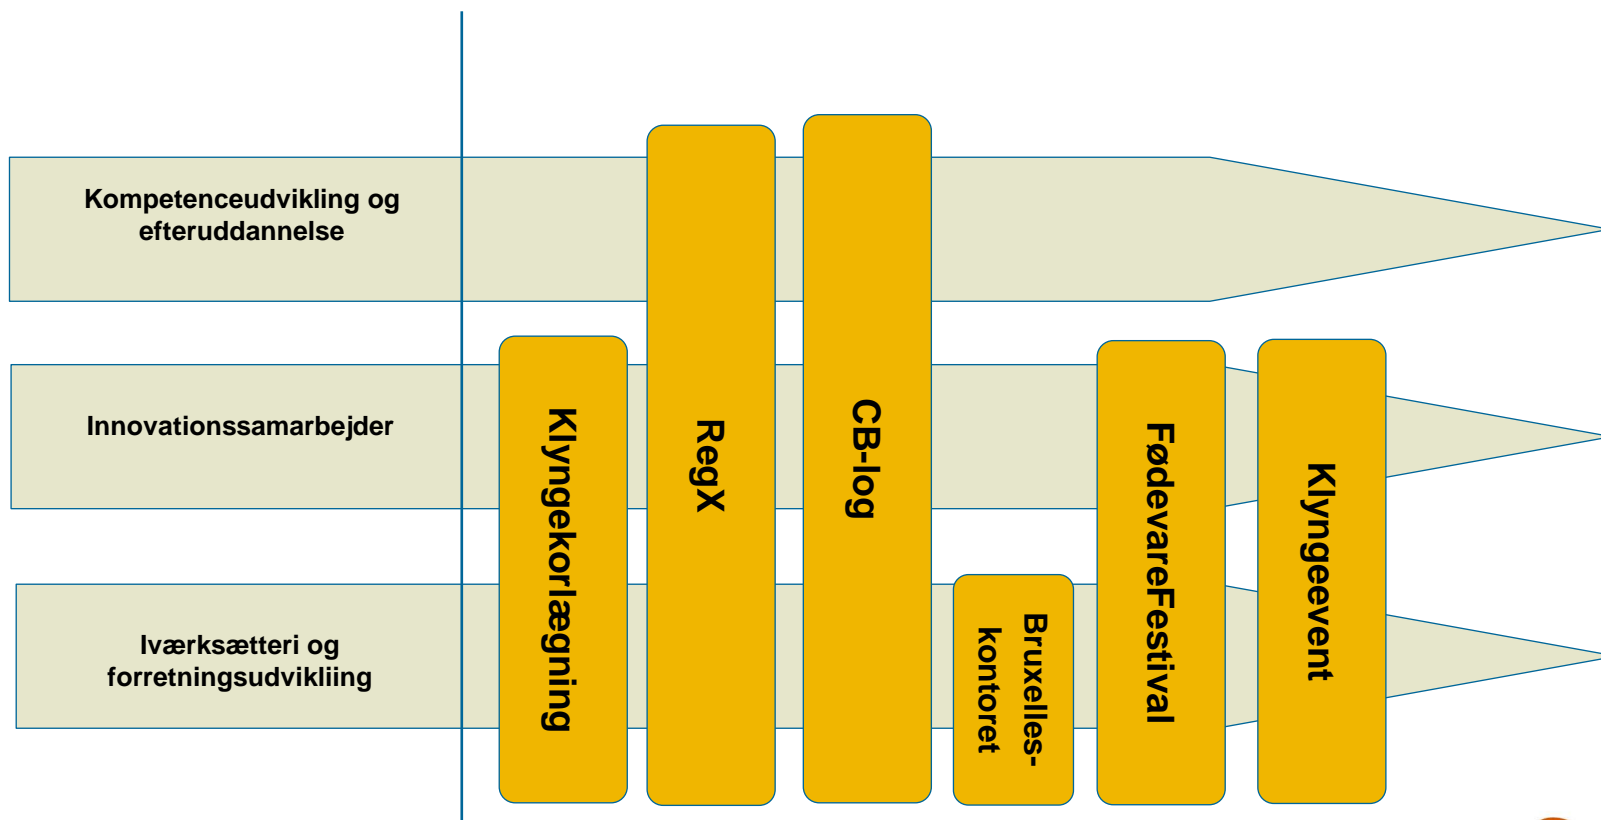 Kompetenceudvikling og
efteruddannelse
Innovationssamarbejder
Iværksætteri og
forretningsudvikliing
Klyngekorlægning
RegX
CB-log
Bruxelles-
kontoret
FødevareFestival
Klyngeevent